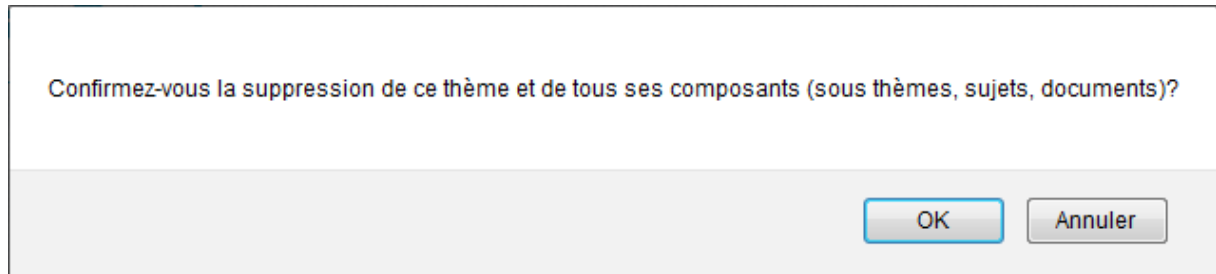 Confirmez-vous la suppression de ce thème et de tous ses composants (sous thèmes, sujets, documents)?
OK
Annuler